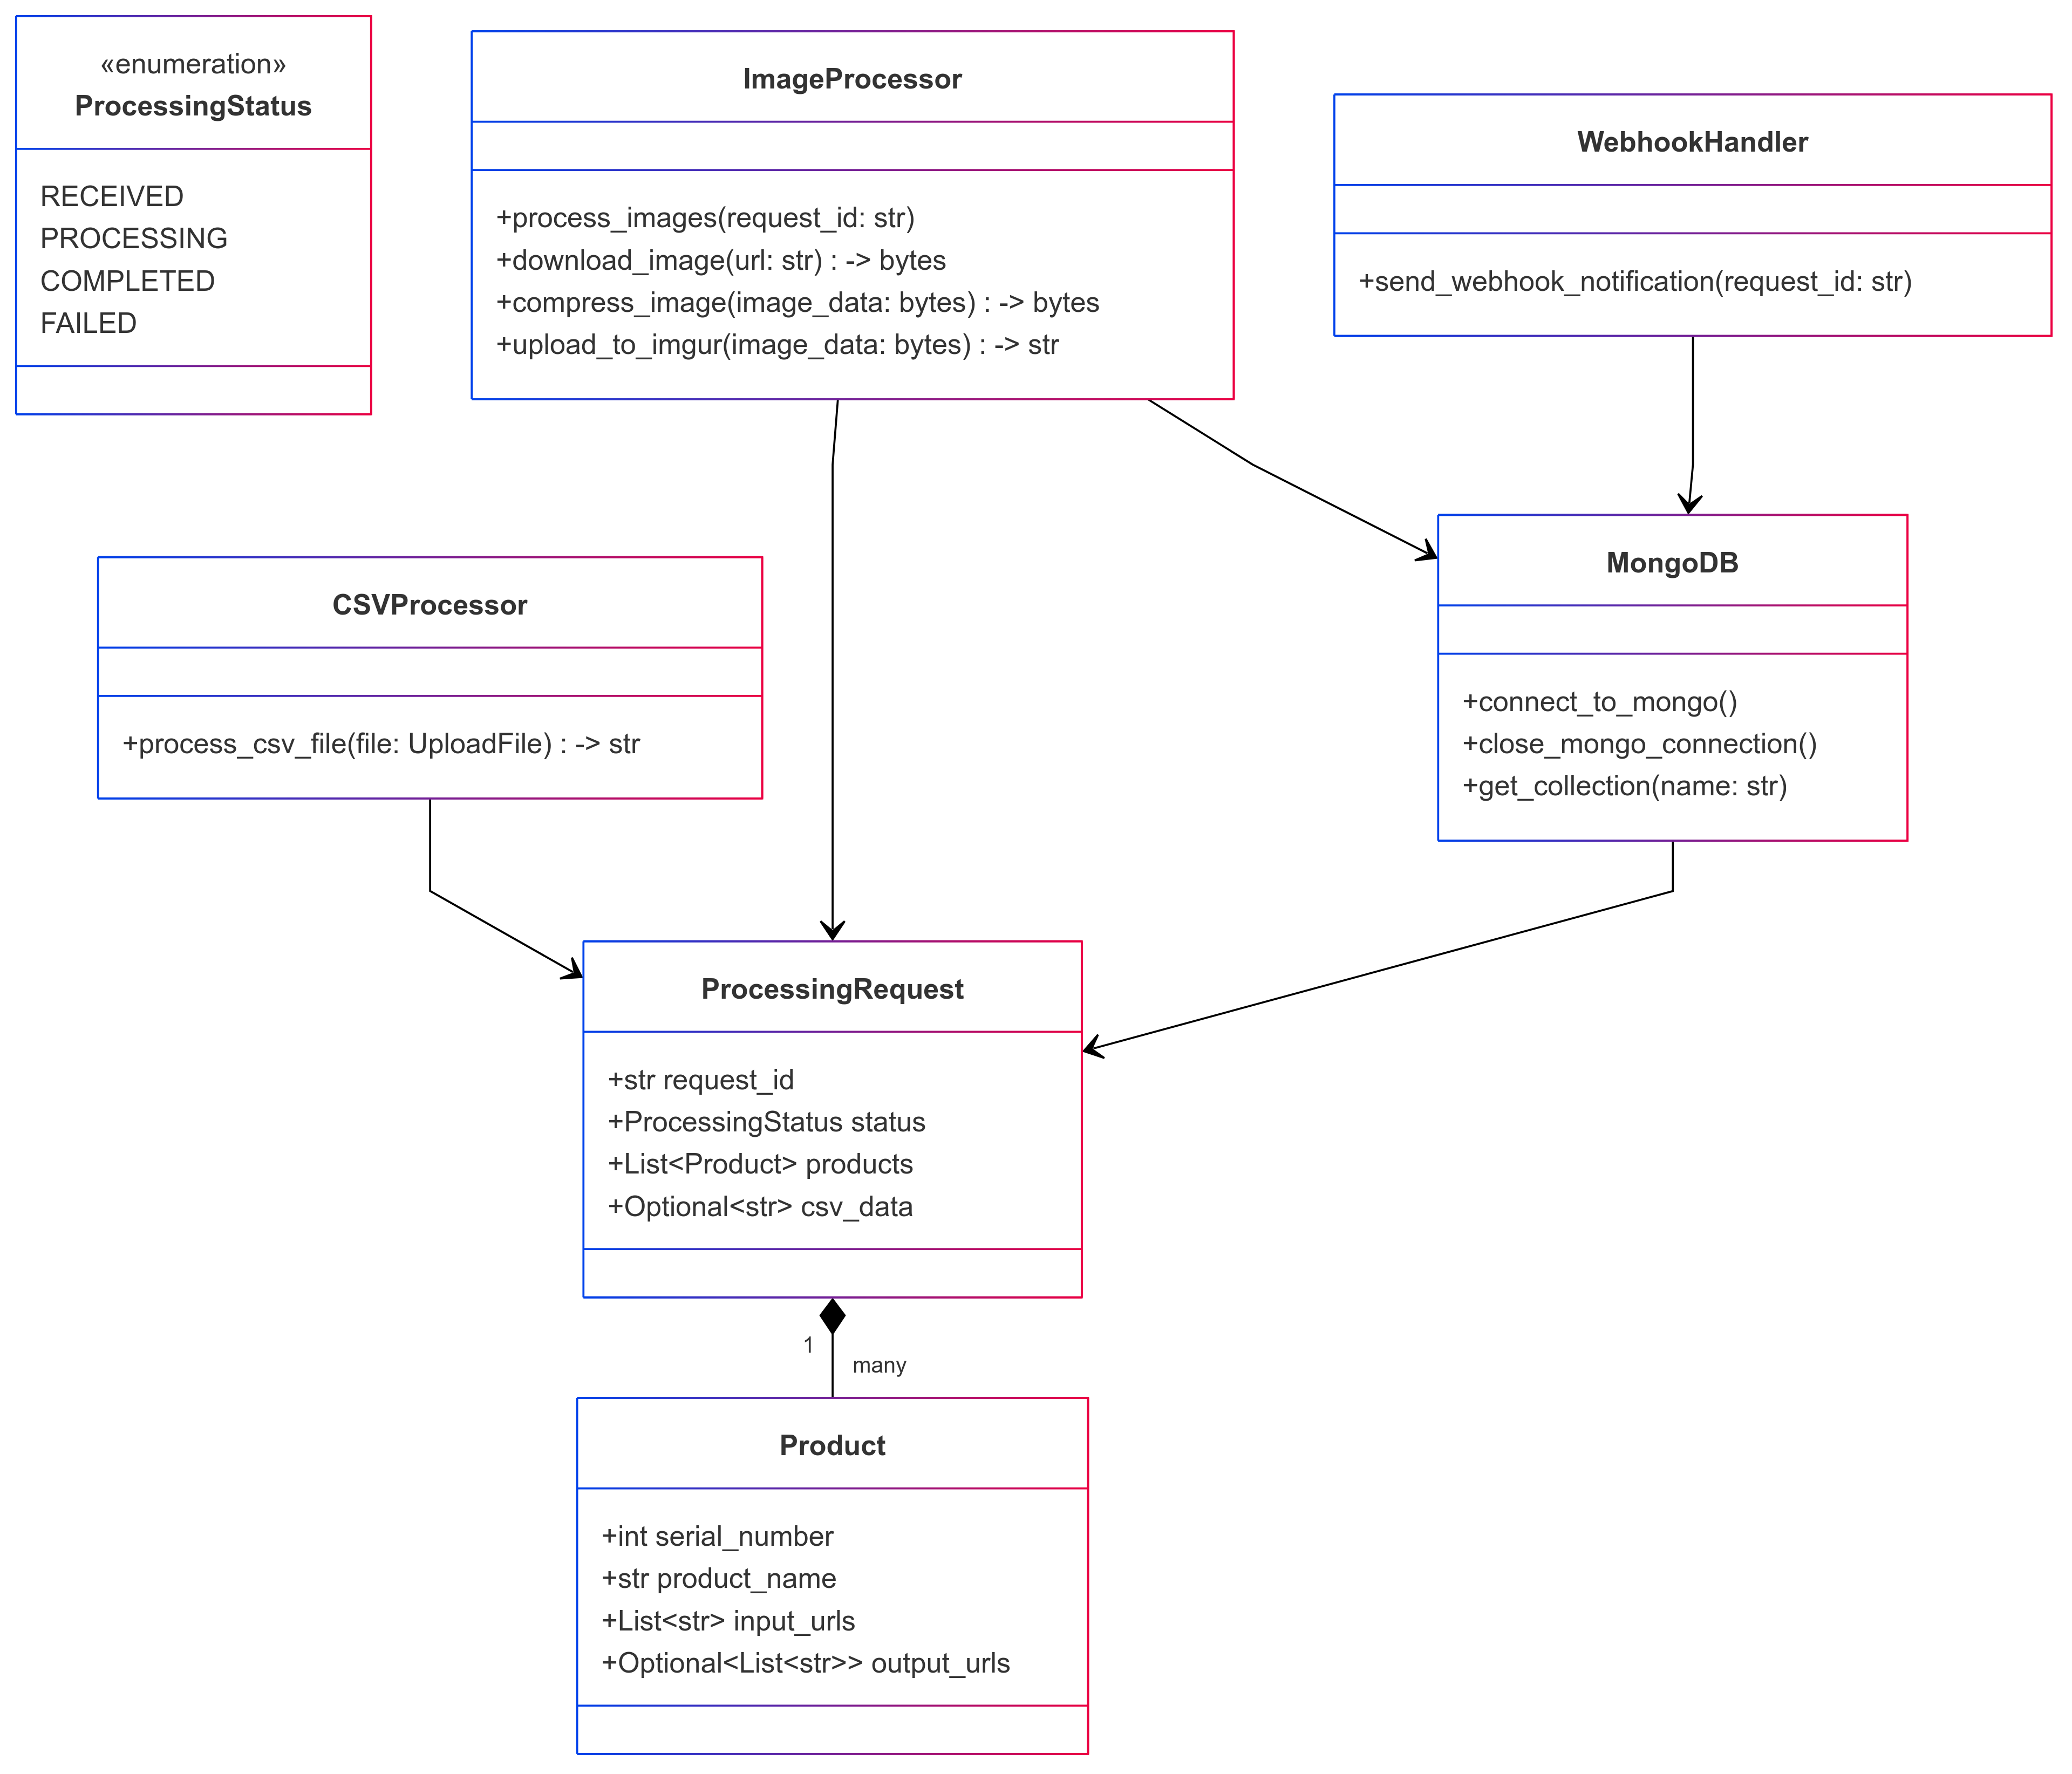 «enumeration»
ProcessingStatus
RECEIVED
PROCESSING
COMPLETED
FAILED
ImageProcessor
+process_images(request_id: str)
+download_image(url: str) : -> bytes
+compress_image(image_data: bytes) : -> bytes
+upload_to_imgur(image_data: bytes) : -> str
WebhookHandler
+send_webhook_notification(request_id: str)
CSVProcessor
+process_csv_file(file: UploadFile) : -> str
MongoDB
+connect_to_mongo()
+close_mongo_connection()
+get_collection(name: str)
ProcessingRequest
+str request_id
+ProcessingStatus status
+List<Product> products
+Optional<str> csv_data
1
many
Product
+int serial_number
+str product_name
+List<str> input_urls
+Optional<List<str>> output_urls